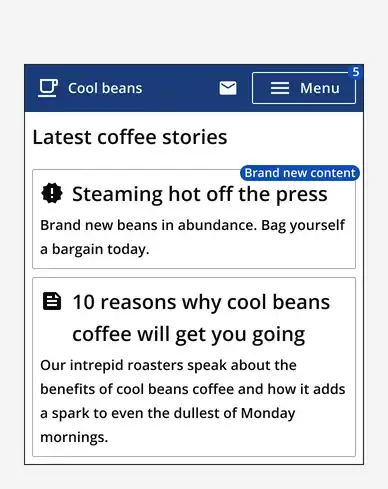 5
Cool beans
Menu
Latest coffee stories
Brand new content
Steaming hot off the press
Brand new beans in abundance. Bag yourself
a bargain today.
10 reasons why cool beans
coffee will get you going
Our intrepid roasters speak about the
benefits of cool beans coffee and how it adds
a spark to even the dullest of Monday
mornings.